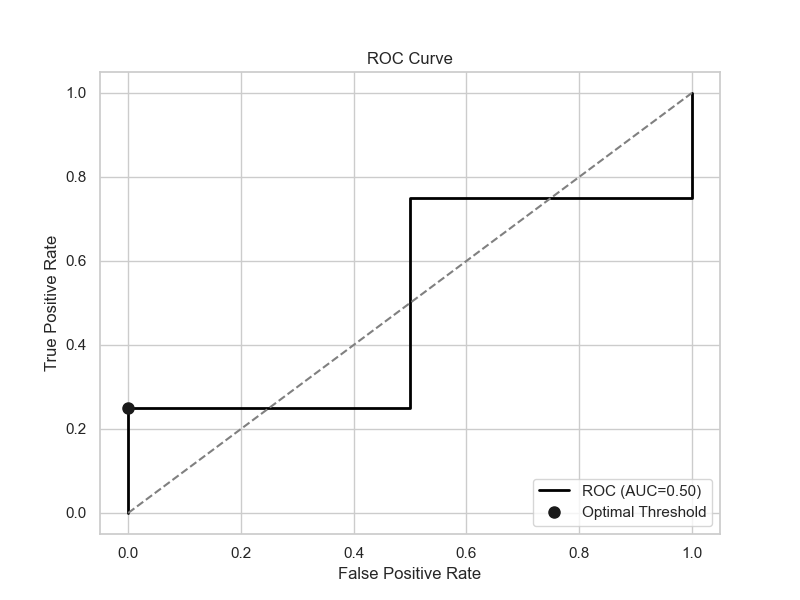 ROC Curve
True Positive Rate
1.0
0.8
0.6
0.4
0.2
0.0
ROC (AUC=0.50)
Optimal Threshold
0.0 0.2 0.4 0.6 0.8 1.0
False Positive Rate